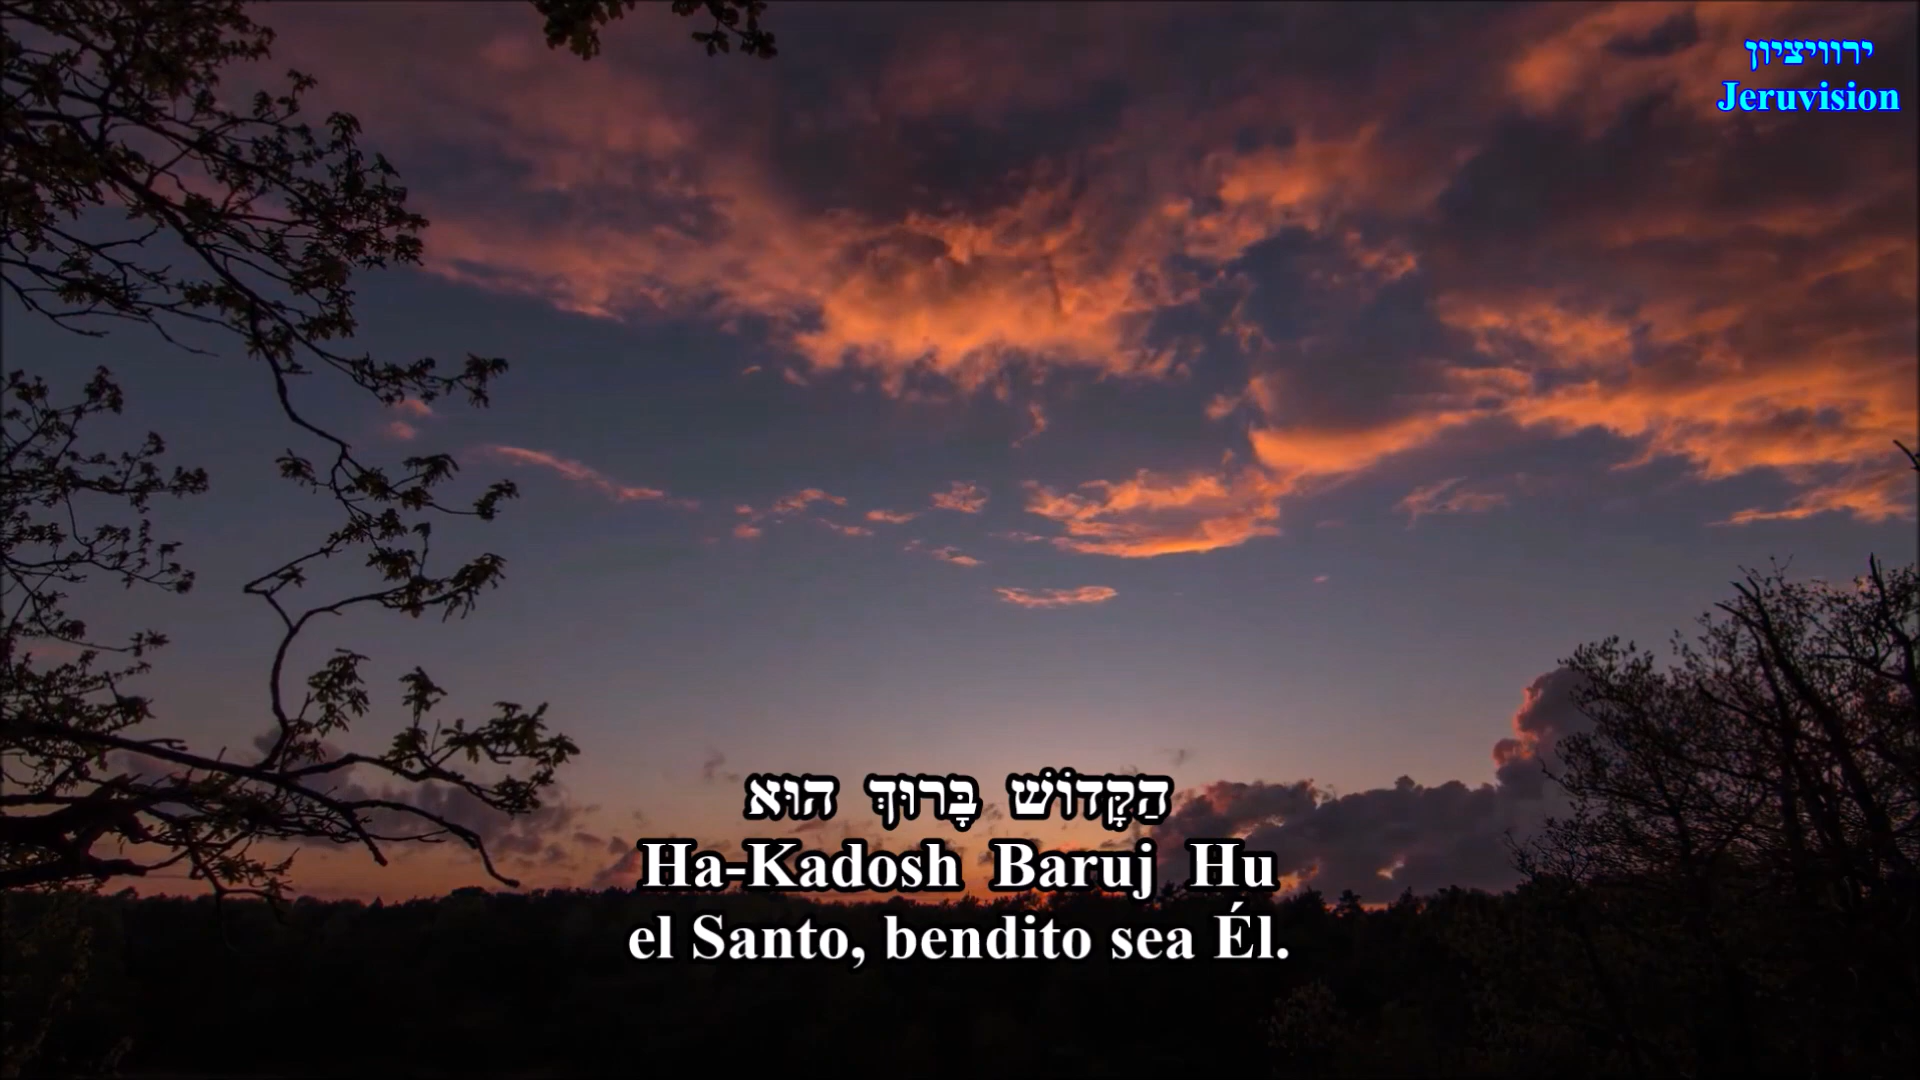 ירוויציון
Jeruvision
הַקָּדוֹשׁ בָּרוּךְ הוּא
Ha-Kadosh Baruj Hu
el Santo, bendito sea Él.